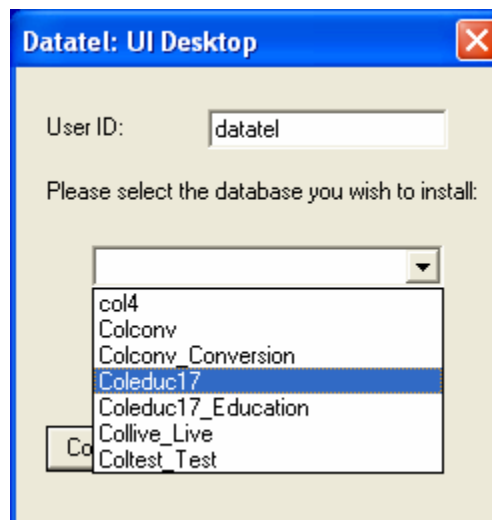 Datatel: UI Desktop
User ID: datatel
Please select the database you wish to install:
col4
Colconv
Colconv_Conversion
Coleduc17
Coleduc17_Education
Collive_Live
Coltest_Test
Co